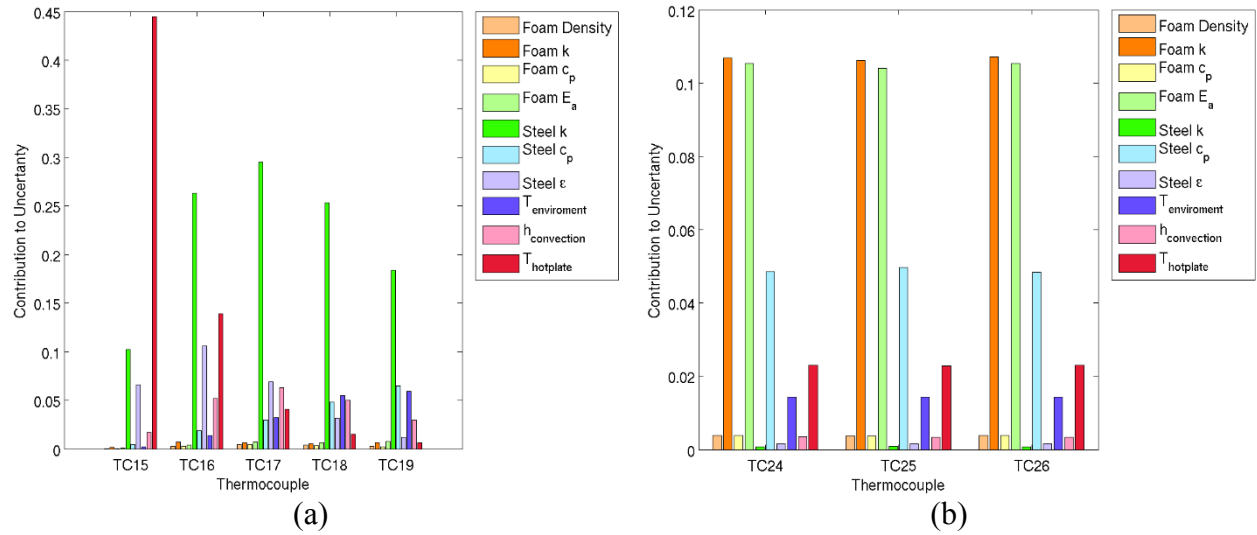 0.45
0.4
0.35
0.3
0.25
0.2
0.15
0.1
0.05
0
Contribution to Uncertanty
TC15 TC16 TC17 TC18 TC19
Thermocouple
Foam Density
Foam k
Foam cp
Foam Ea
Steel k
Steel cp
Steel ε
Tenviroment
hconvection
Thotplate
(a)
0.12
0.1
0.08
0.06
0.04
0.02
0
Contribution to Uncertanty
TC24 TC25 TC26
Thermocouple
Foam Density
Foam k
Foam cp
Foam Ea
Steel k
Steel cp
Steel ε
Tenviroment
hconvection
Thotplate
(b)